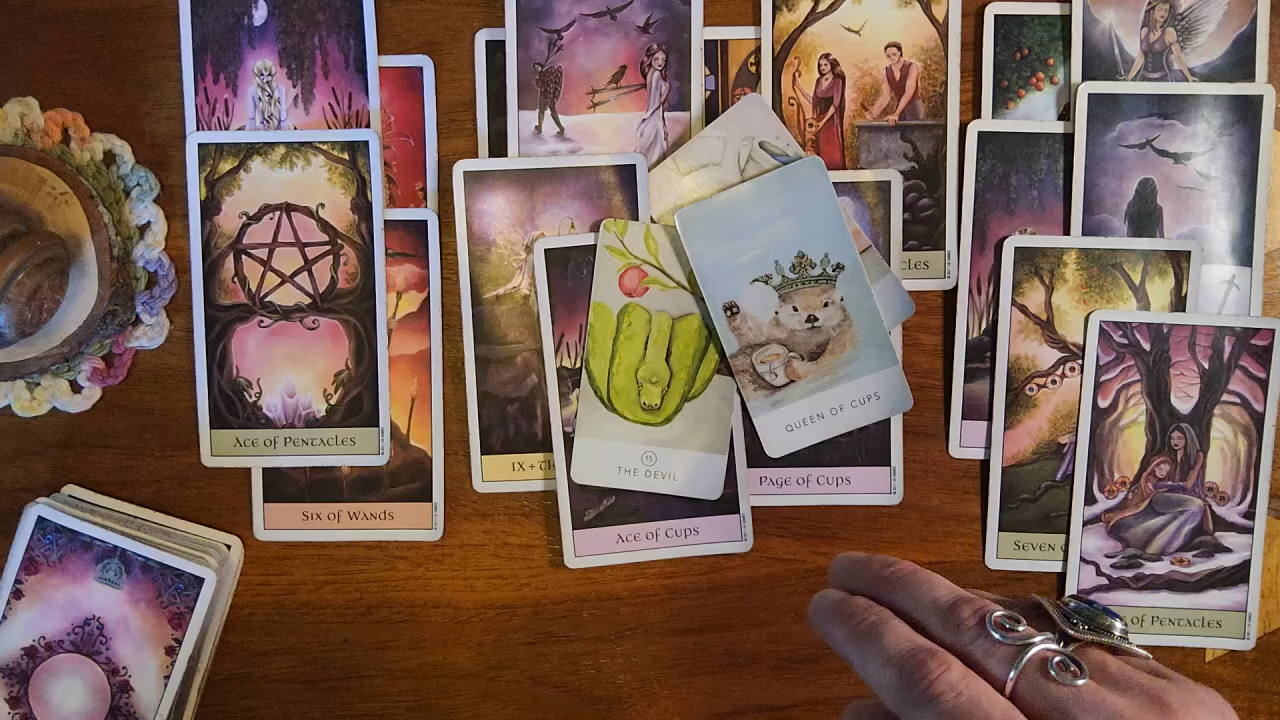 CLES
ACE OF PENTACLES
SIX OF WANDS
IX + TH
15
THE DEVIL
QUEEN OF CUPS
PAGE OF CUPS
ACE OF CUPS
SEVEN
OF PENTACLES